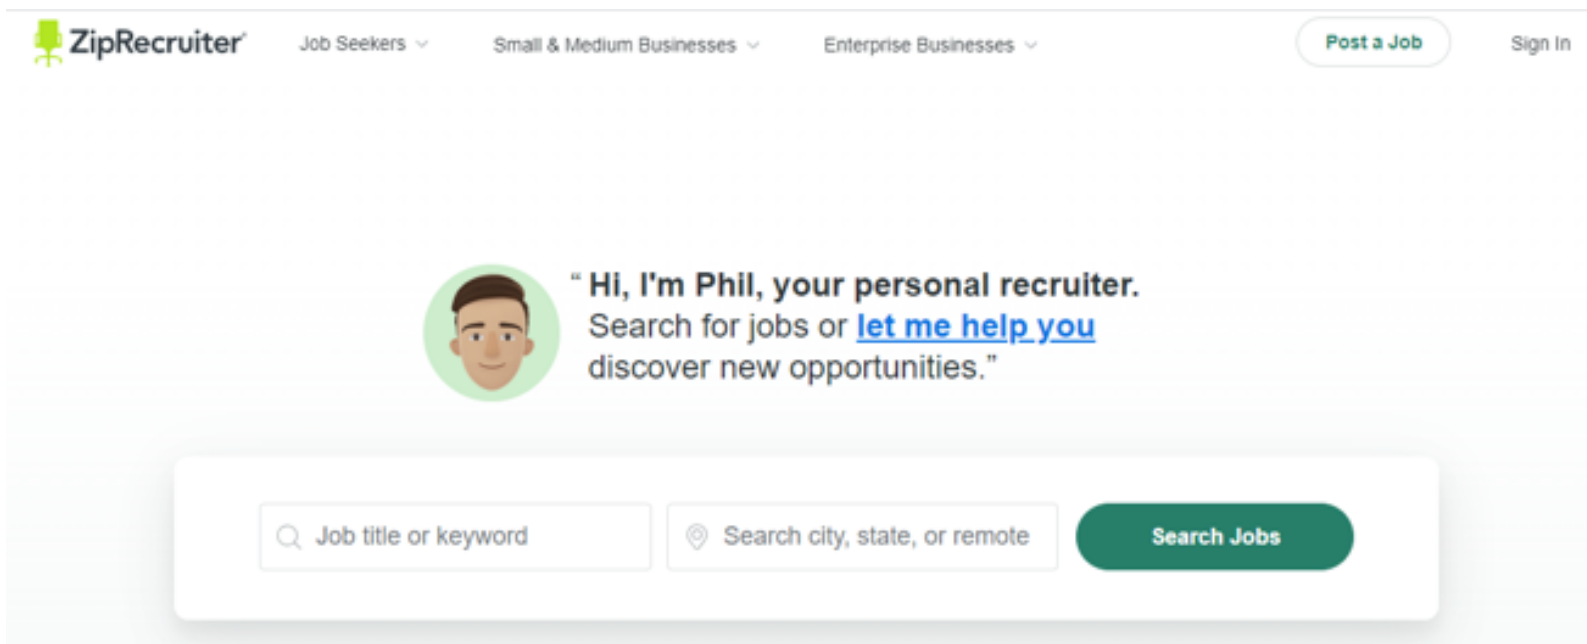 ZipRecruiter
Job Seekers
Small & Medium Businesses
Enterprise Businesses
Post a Job
Sign In
“ Hi, I'm Phil, your personal recruiter.
Search for jobs or let me help you
discover new opportunities.”
Job title or keyword
Search city, state, or remote
Search Jobs